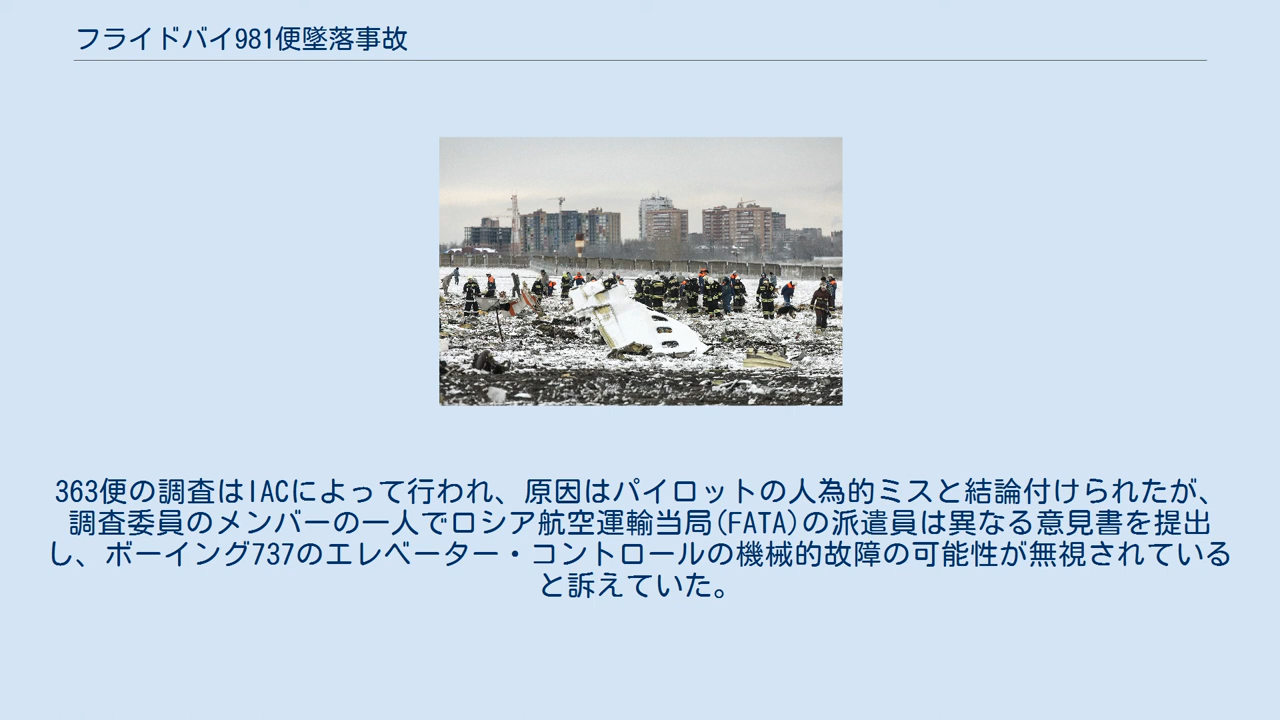 フライドバイ981便墜落事故
363便の調査はIACによって行われ、原因はパイロットの人為的ミスと結論付けられたが、
調査委員のメンバーの一人でロシア航空運輸当局(FATA)の派遣員は異なる意見書を提出
し、ボーイング737のエレベーター・コントロールの機械的故障の可能性が無視されている
と訴えていた。